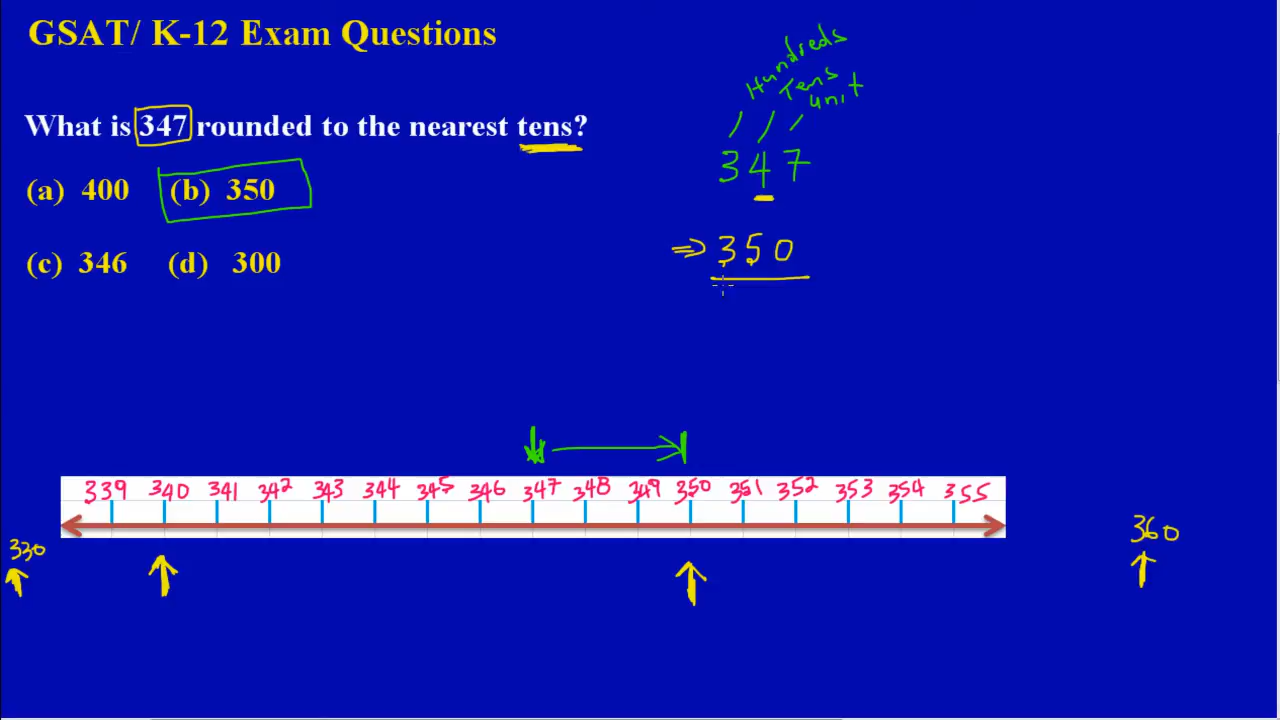 GSAT/ K-12 Exam Questions
What is 347 rounded to the nearest tens?
(a) 400 (b) 350
(c) 346 (d) 300
Hundreds
Tens
unit
347
⇒350
339 340 341 342 343 344 345 346 347 348 349 350 351 352 353 354 355
330
360